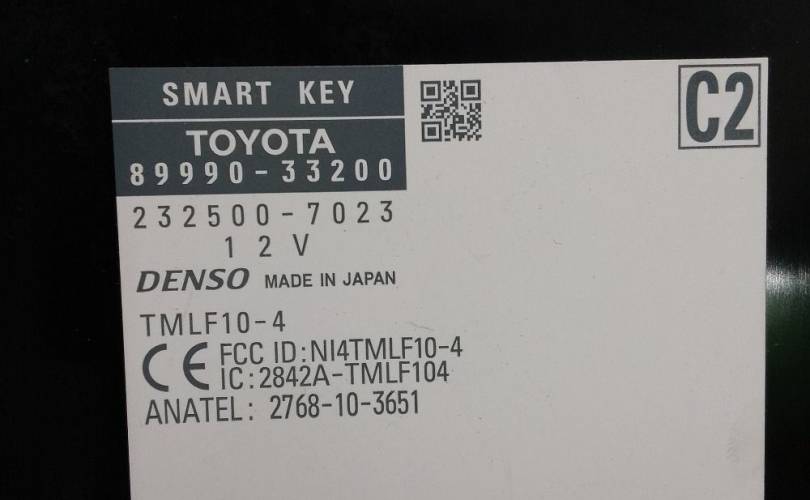 SMART KEY
C2
TOYOTA
89990-33200
232500-7023
12V
DENSO MADE IN JAPAN
TMLF10-4
CE FCC ID:NI4TMLF10-4
IC:2842A-TMLF104
ANATEL: 2768-10-3651